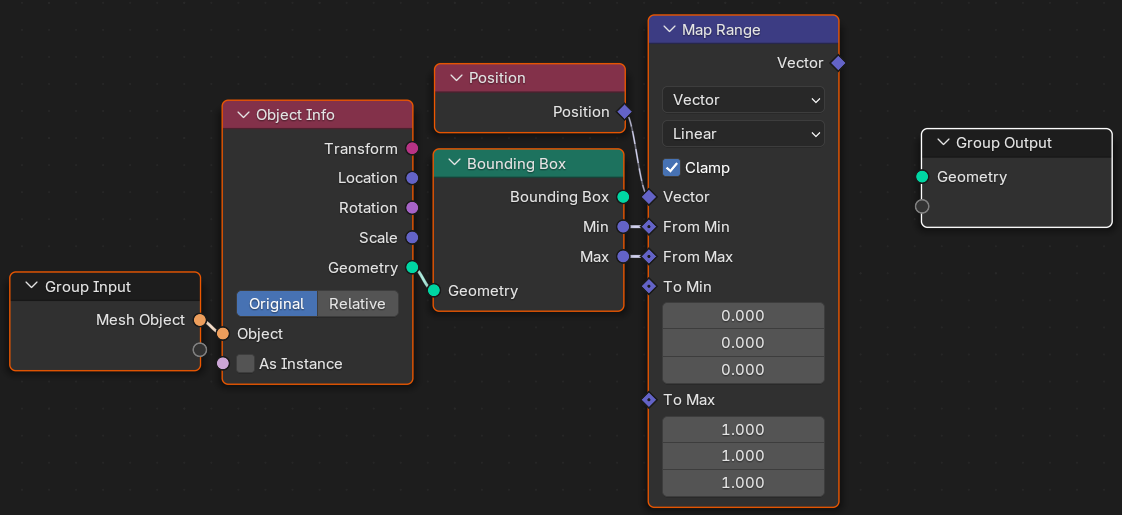 Group Input
Mesh Object
Object Info
Transform
Location
Rotation
Scale
Geometry
Original Relative
Object
As Instance
Position
Position
Bounding Box
Bounding Box
Min
Max
Geometry
Map Range
Vector
Vector
Linear
Clamp
Vector
From Min
From Max
To Min
0.000
0.000
0.000
To Max
1.000
1.000
1.000
Group Output
Geometry